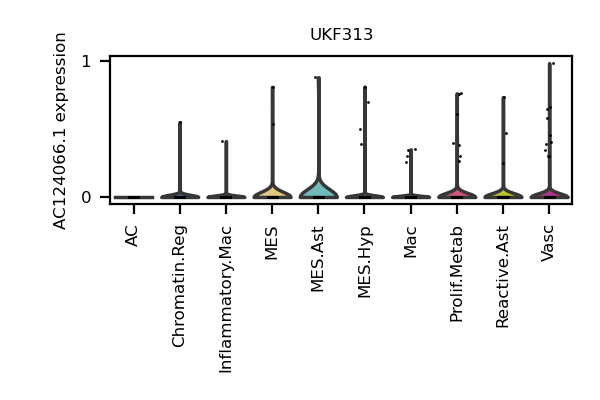 UKF313
AC124066.1 expression
1
0
AC
Chromatin.Reg
Inflammatory.Mac
MES
MES.Ast
MES.Hyp
Mac
Prolif.Metab
Reactive.Ast
Vasc